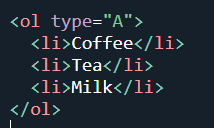 <ol type="A">
<li>Coffee</li>
<li>Tea</li>
<li>Milk</li>
</ol>